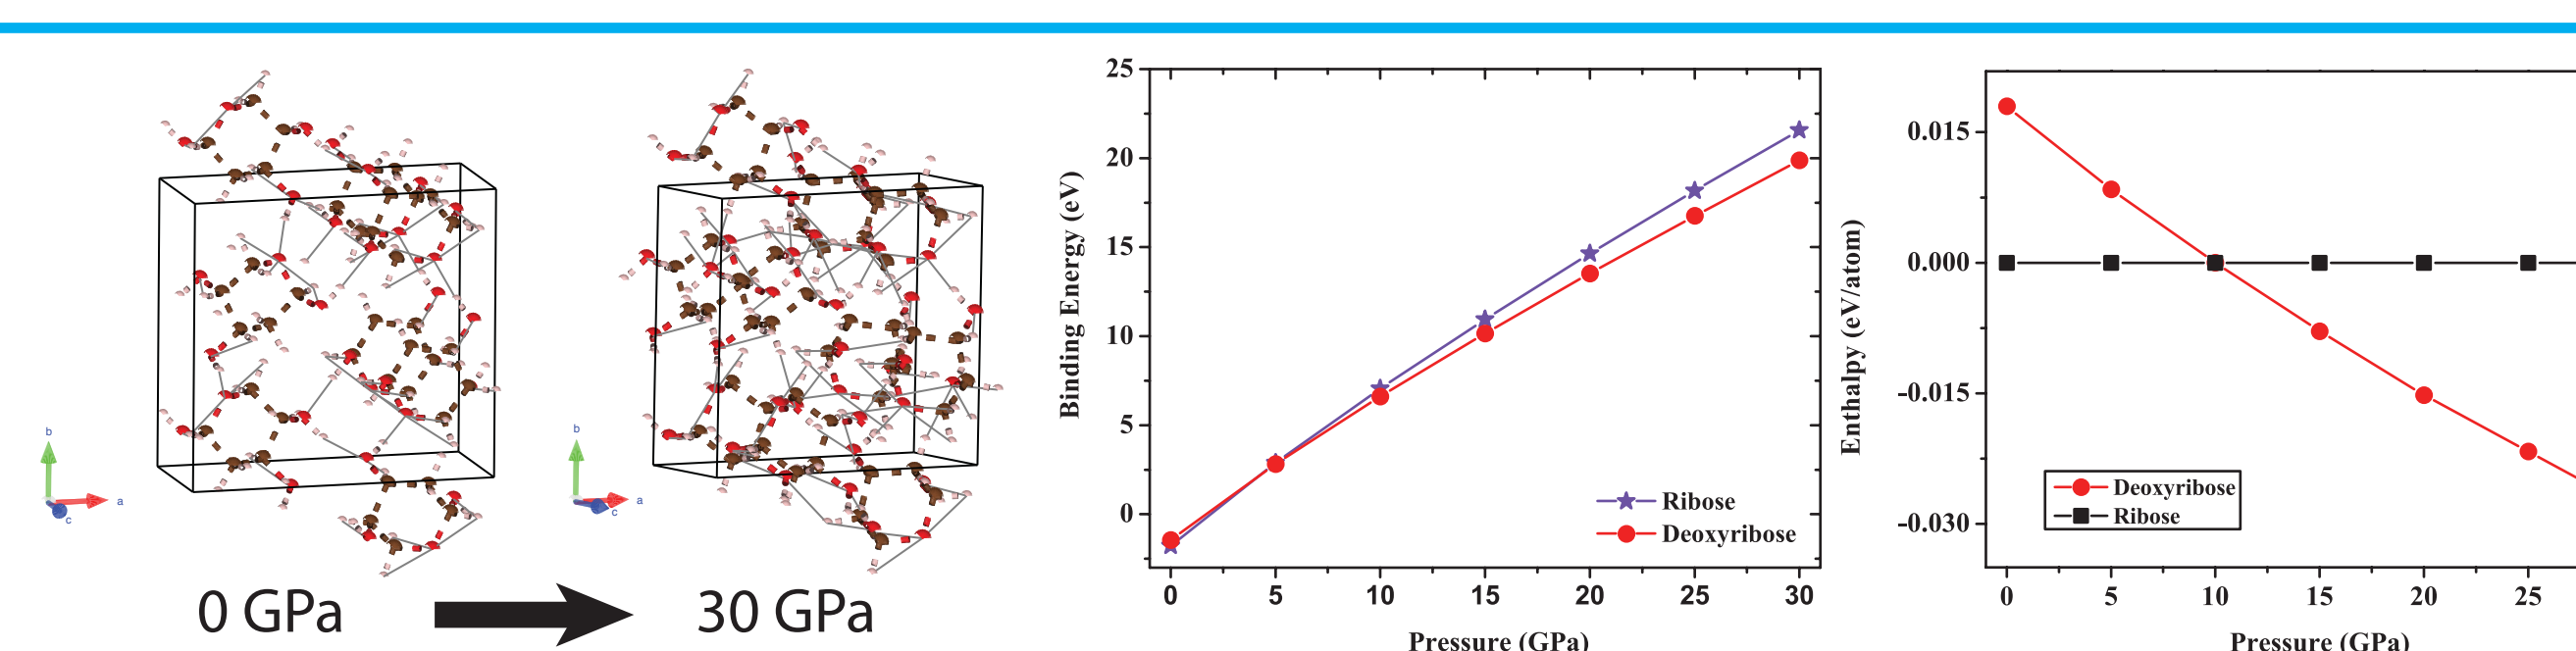 b
a
c
0 GPa
b
a
c
30 GPa
25
20
15
10
5
0
Binding Energy (eV)
Ribose
Deoxyribose
0 5 10 15 20 25 30
Pressure (GPa)
0.015
0.000
-0.015
-0.030
Enthalpy (eV/atom)
Deoxyribose
Ribose
0 5 10 15 20 25
Pressure (GPa)